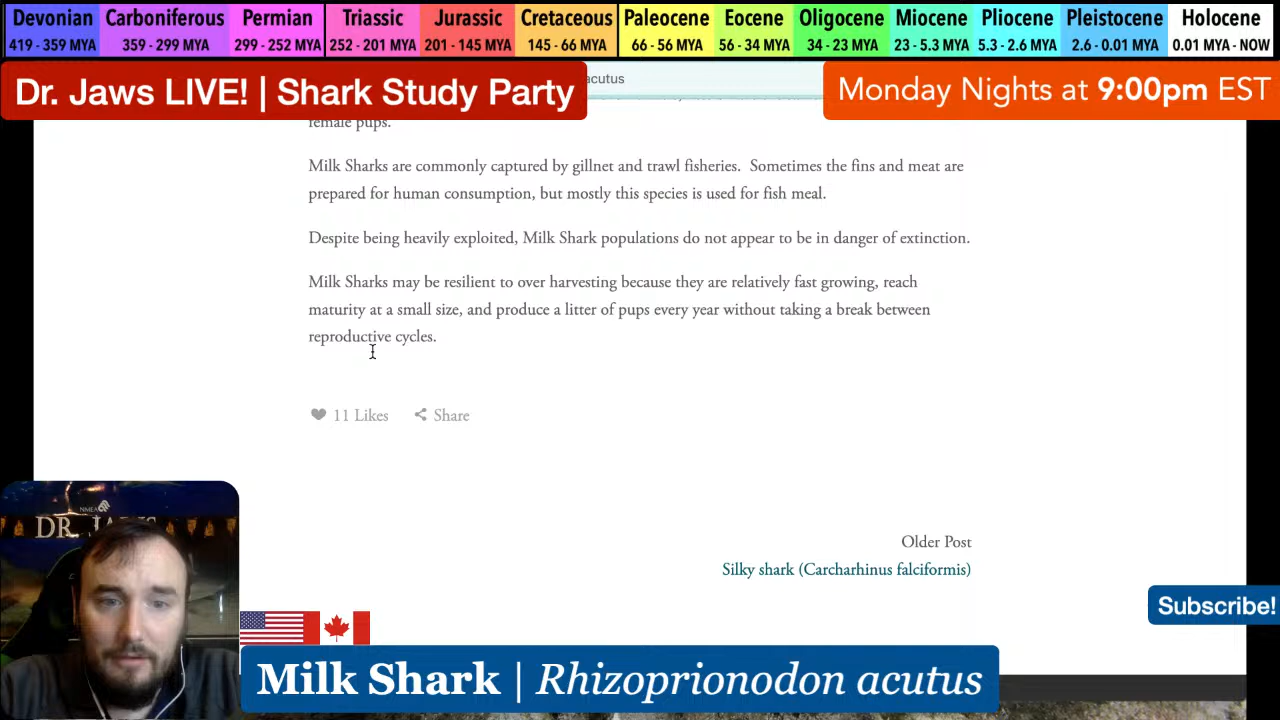 Devonian Carboniferous Permian Triassic Jurassic Cretaceous Paleocene Eocene Oligocene Miocene Pliocene Pleistocene Holocene
419 - 359 MYA 359 - 299 MYA 299 - 252 MYA 252 - 201 MYA 201 - 145 MYA 145 - 66 MYA 66 - 56 MYA 56 - 34 MYA 34 - 23 MYA 23 - 5.3 MYA 5.3 - 2.6 MYA 2.6 - 0.01 MYA 0.01 MYA - NOW
Dr. Jaws LIVE! | Shark Study Party
acutus
Monday Nights at 9:00pm EST
female pups.
Milk Sharks are commonly captured by gillnet and trawl fisheries. Sometimes the fins and meat are
prepared for human consumption, but mostly this species is used for fish meal.
Despite being heavily exploited, Milk Shark populations do not appear to be in danger of extinction.
Milk Sharks may be resilient to over harvesting because they are relatively fast growing, reach
maturity at a small size, and produce a litter of pups every year without taking a break between
reproductive cycles.
11 Likes Share
Older Post
Silky shark (Carcharhinus falciformis)
NMEA
DR. JAWS
Subscribe!
Milk Shark | Rhizoprionodon acutus